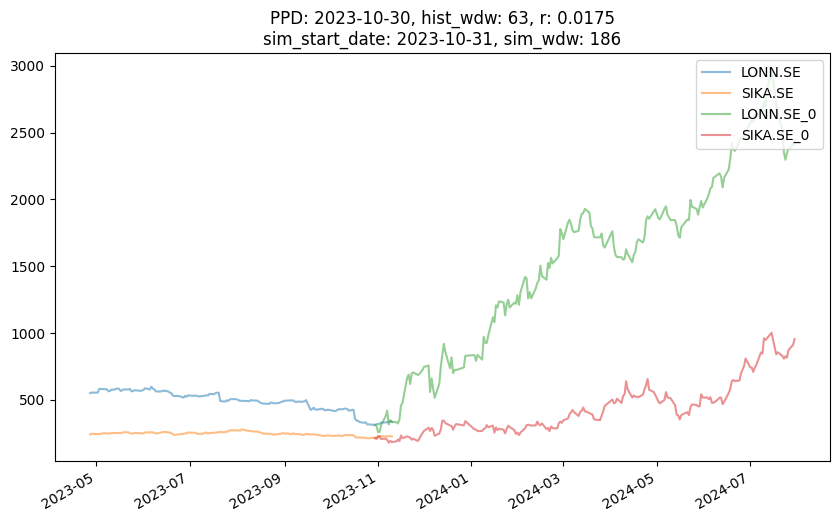 PPD: 2023-10-30, hist_wdw: 63, r: 0.0175
sim_start_date: 2023-10-31, sim_wdw: 186
3000
2500
2000
1500
1000
500
LONN.SE
SIKA.SE
LONN.SE_0
SIKA.SE_0
2023-05
2023-07
2023-09
2023-11
2024-01
2024-03
2024-05
2024-07